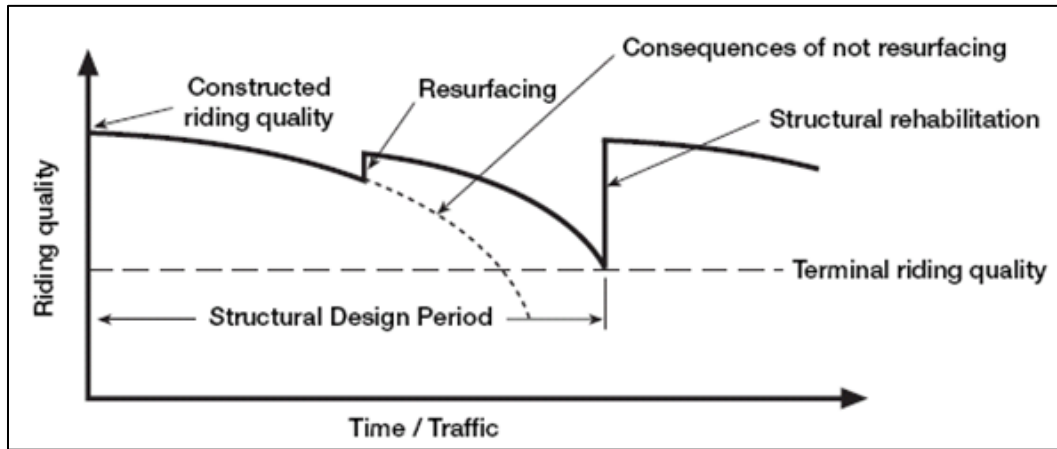 Consequences of not resurfacing
Constructed
riding quality
Resurfacing
Structural rehabilitation
Riding quality
Terminal riding quality
Structural Design Period
Time / Traffic